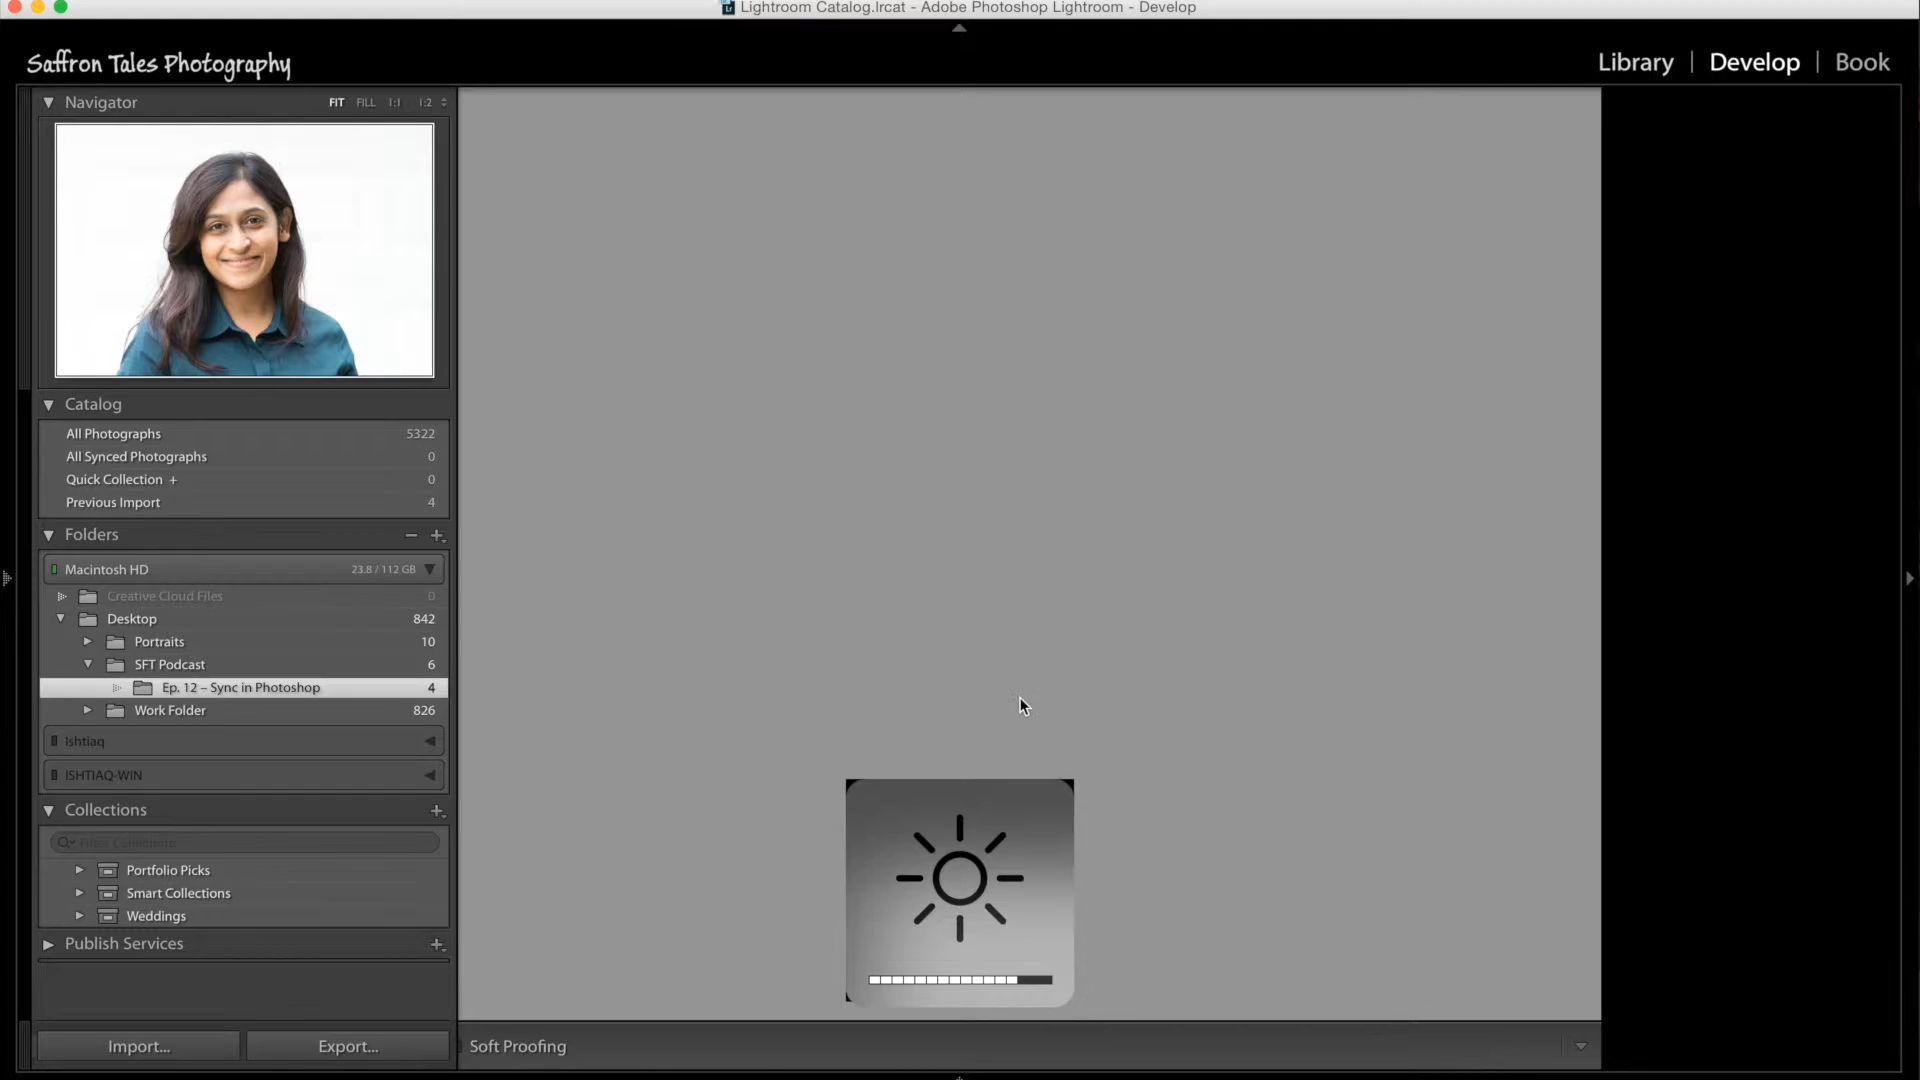 Lightroom Catalog.lrcat - Adobe Photoshop Lightroom - Develop
Saffron Tales Photography
Library | Develop | Book
Navigator FIT FILL 1:1 1:2
Catalog
All Photographs 5322
All Synced Photographs 0
Quick Collection + 0
Previous Import 4
Folders
Macintosh HD 23.8 / 112 GB
Creative Cloud Files 0
Desktop 842
Portraits 10
SFT Podcast 6
Ep. 12 – Sync in Photoshop 4
Work Folder 826
Ishtiaq
ISHTIAQ-WIN
Collections
Filter Collections
Portfolio Picks
Smart Collections
Weddings
Publish Services
Import... Export... Soft Proofing